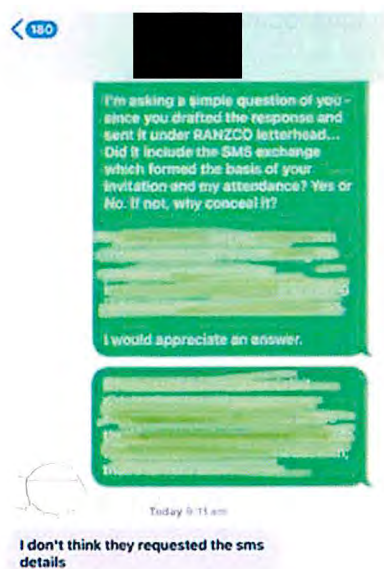 180
I'm asking a simple question of you -
since you drafted the response and
sent it under RANZCO letterhead...
Did it include the SMS exchange
which formed the basis of your
invitation and my attendance? Yes or
No. If not, why conceal it?
I would appreciate an answer.
Today 9:11 am
I don't think they requested the sms
details